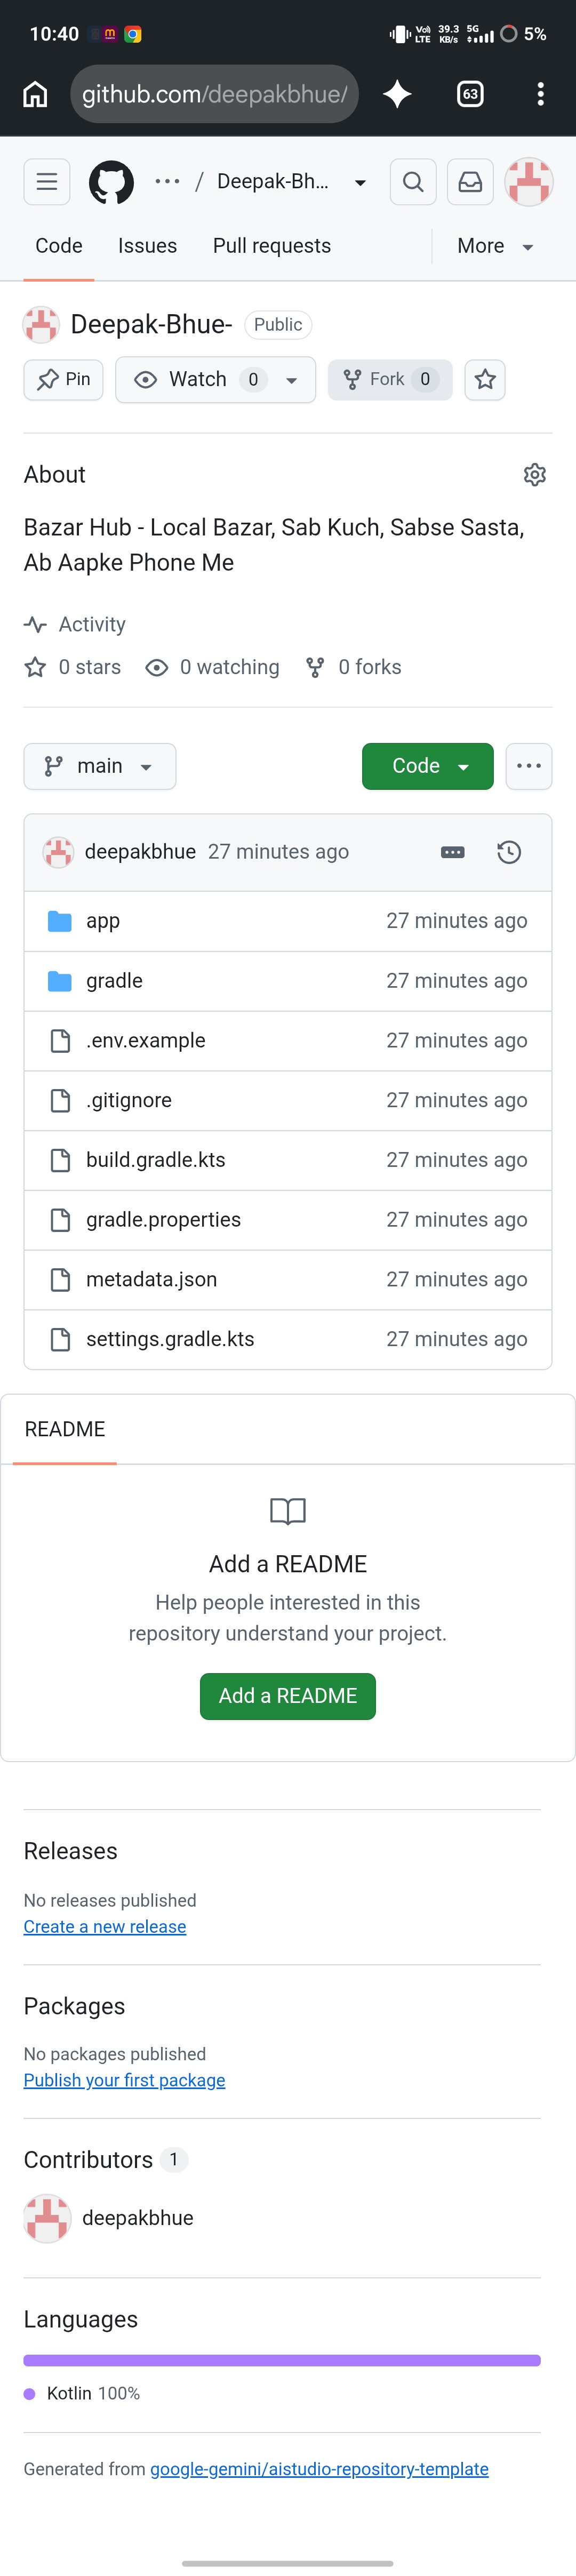 10:40 m Vo) LTE 39.3 KB/s 5G 5%
github.com/deepakbhue/ 63
... / Deepak-Bh...
Code Issues Pull requests More
Deepak-Bhue- Public
Pin Watch 0 Fork 0
About
Bazar Hub - Local Bazar, Sab Kuch, Sabse Sasta,
Ab Aapke Phone Me
Activity
0 stars 0 watching 0 forks
main Code
deepakbhue 27 minutes ago
app 27 minutes ago
gradle 27 minutes ago
.env.example 27 minutes ago
.gitignore 27 minutes ago
build.gradle.kts 27 minutes ago
gradle.properties 27 minutes ago
metadata.json 27 minutes ago
settings.gradle.kts 27 minutes ago
README
Add a README
Help people interested in this
repository understand your project.
Add a README
Releases
No releases published
Create a new release
Packages
No packages published
Publish your first package
Contributors 1
deepakbhue
Languages
Kotlin 100%
Generated from google-gemini/aistudio-repository-template